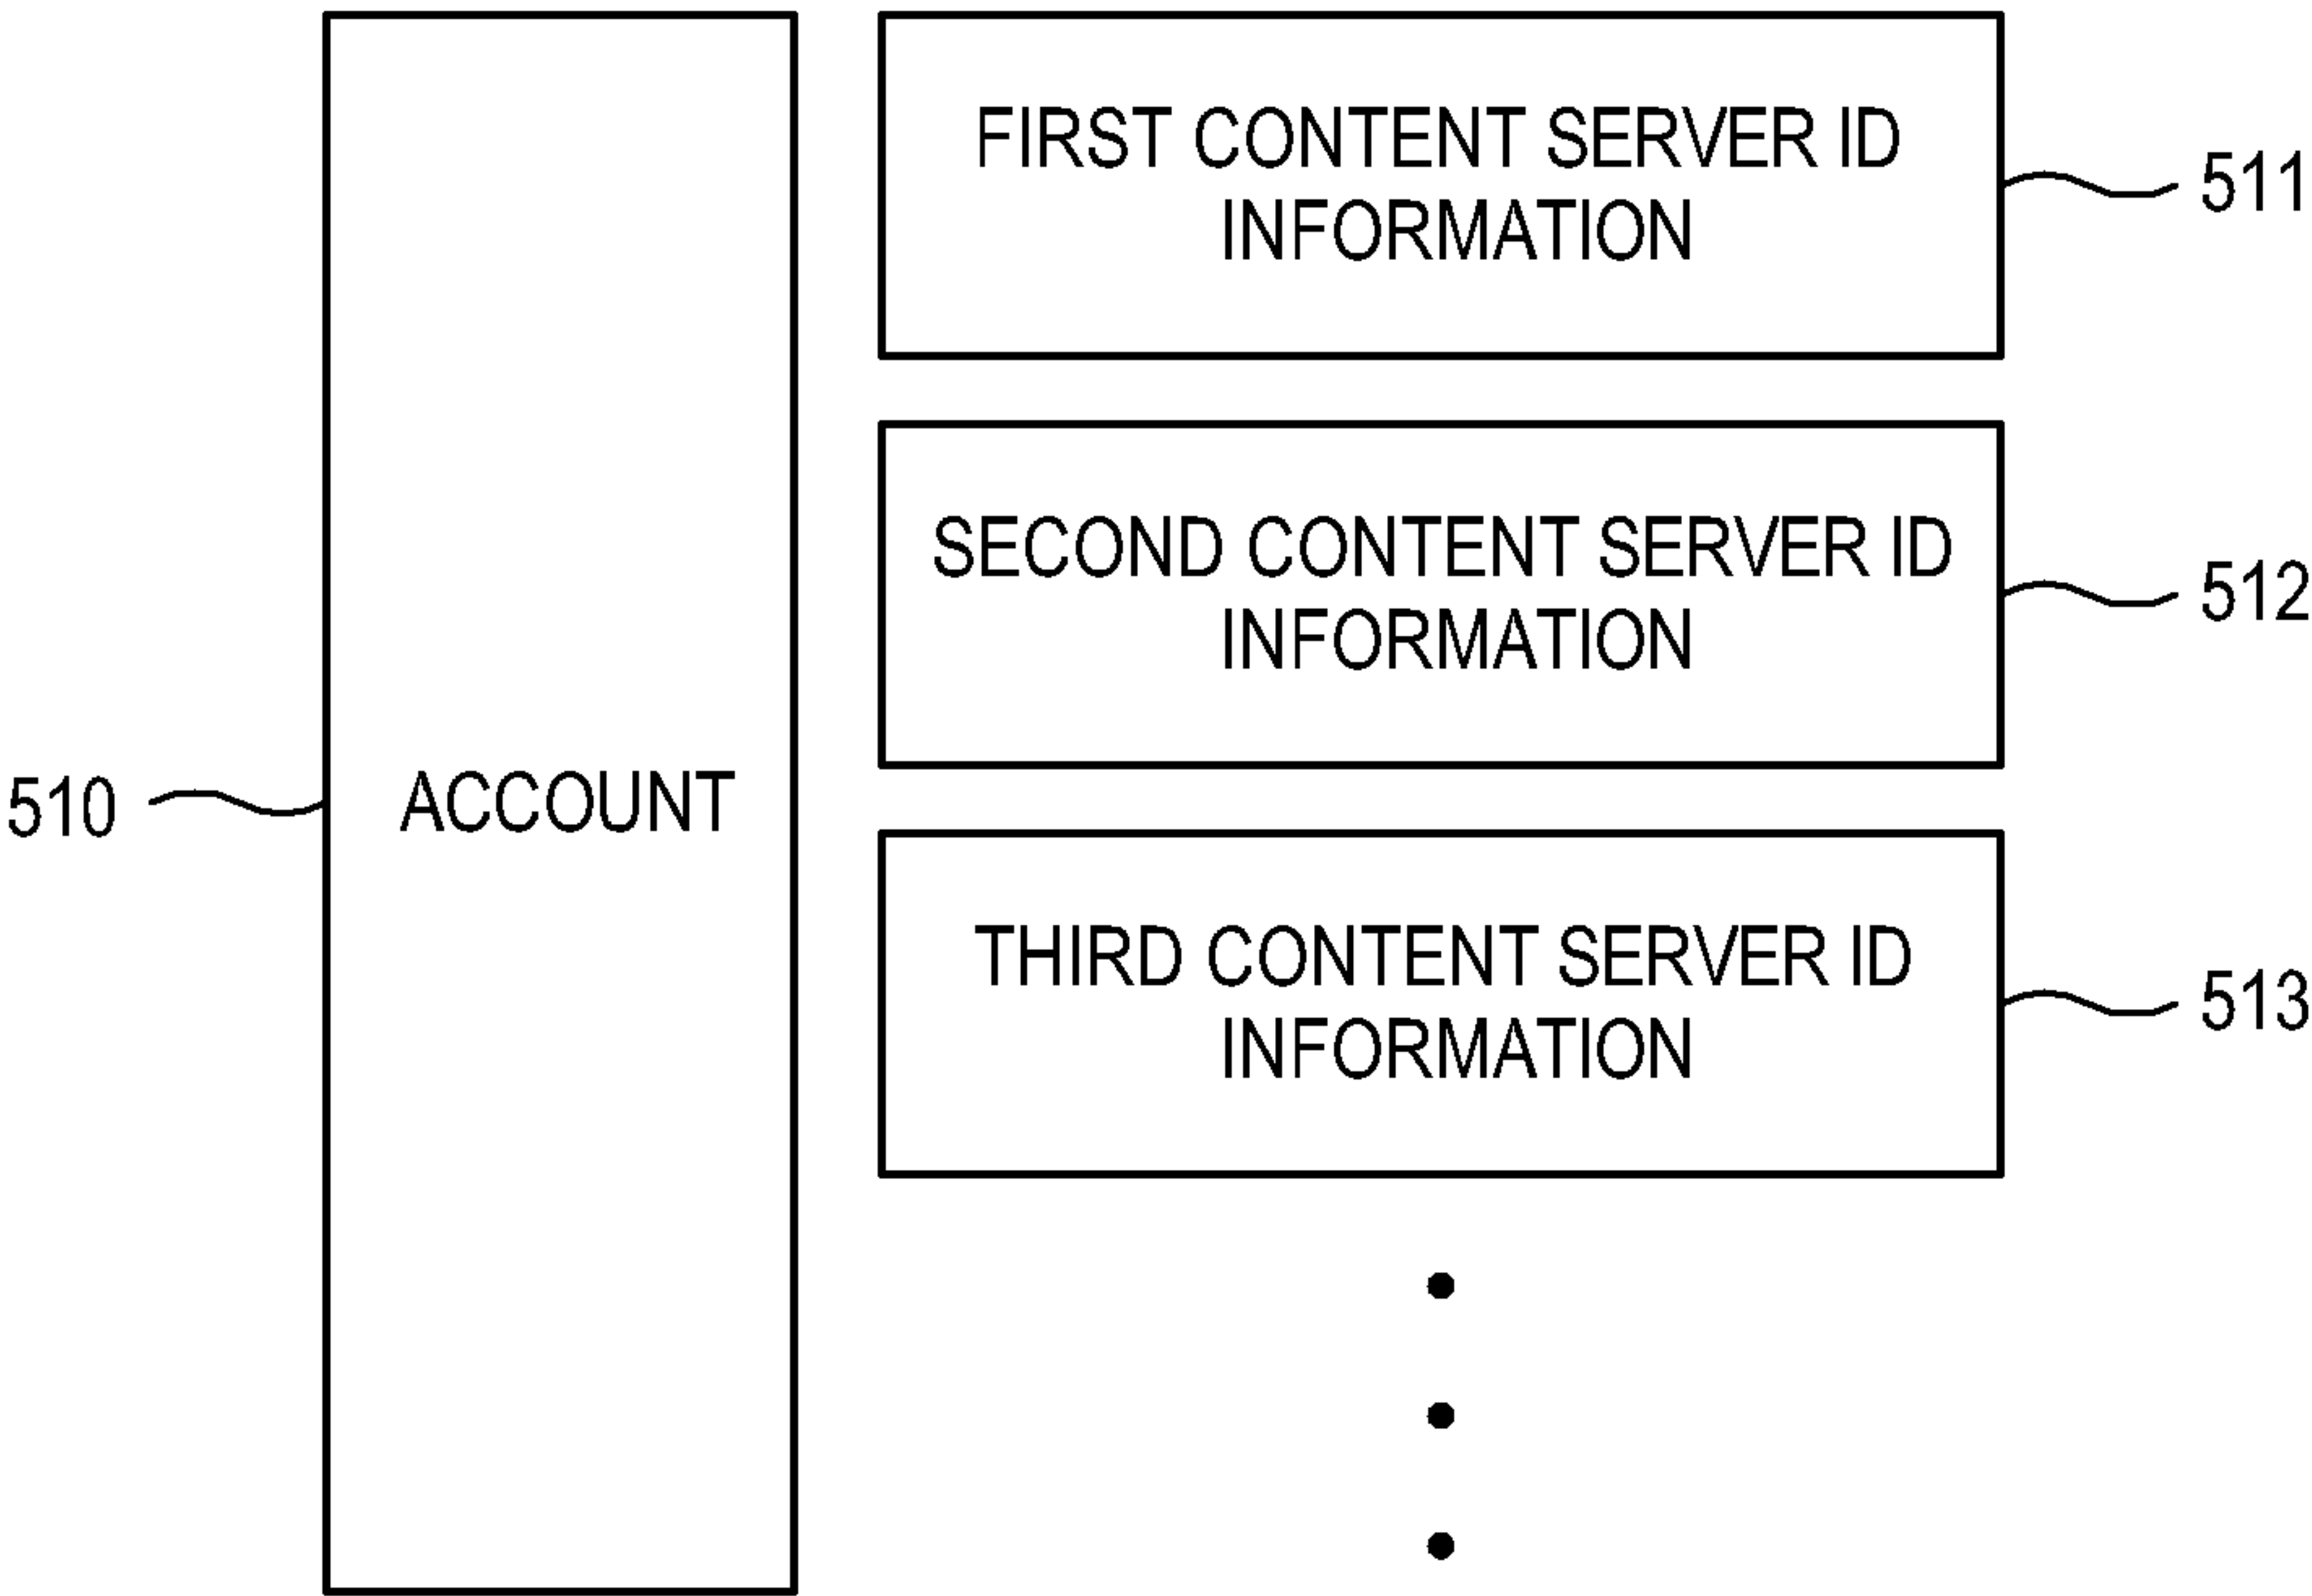 FIRST CONTENT SERVER ID
INFORMATION
511
SECOND CONTENT SERVER ID
INFORMATION
512
510
ACCOUNT
THIRD CONTENT SERVER ID
INFORMATION
513